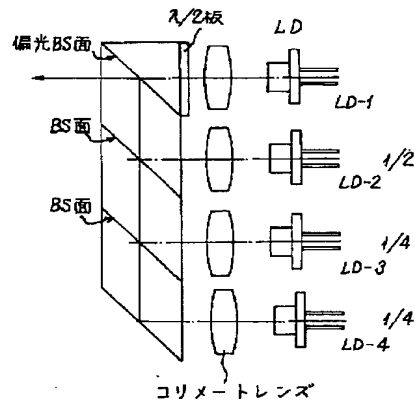 λ/2板
偏光BS面
LD
LD-1
BS面
1/2
LD-2
BS面
1/4
LD-3
1/4
LD-4
コリメートレンズ